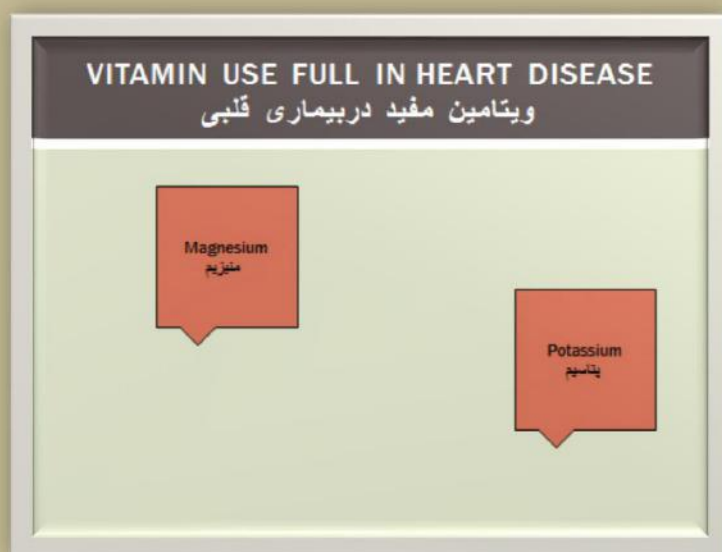 VITAMIN USE FULL IN HEART DISEASE
ویتامین مفید دربیماری قلبی
Magnesium
منیزیم
Potassium
پتاسیم